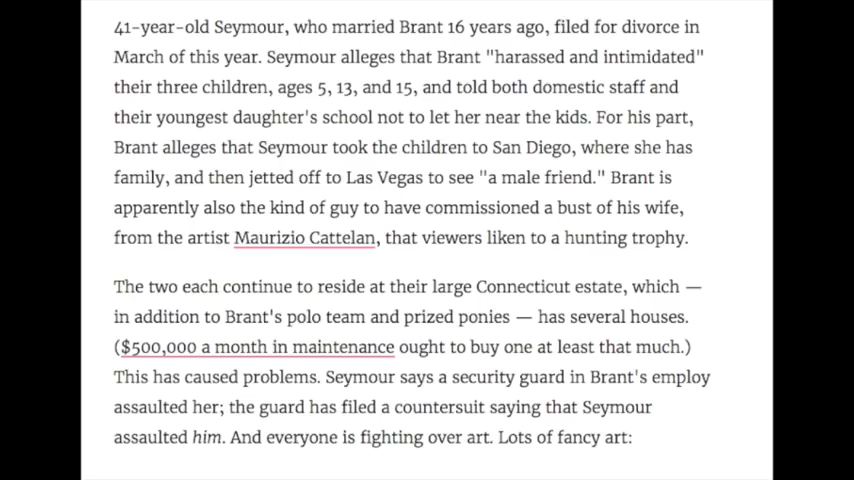 41-year-old Seymour, who married Brant 16 years ago, filed for divorce in
March of this year. Seymour alleges that Brant "harassed and intimidated"
their three children, ages 5, 13, and 15, and told both domestic staff and
their youngest daughter's school not to let her near the kids. For his part,
Brant alleges that Seymour took the children to San Diego, where she has
family, and then jetted off to Las Vegas to see "a male friend." Brant is
apparently also the kind of guy to have commissioned a bust of his wife,
from the artist Maurizio Cattelan, that viewers liken to a hunting trophy.
The two each continue to reside at their large Connecticut estate, which —
in addition to Brant's polo team and prized ponies — has several houses.
($500,000 a month in maintenance ought to buy one at least that much.)
This has caused problems. Seymour says a security guard in Brant's employ
assaulted her; the guard has filed a countersuit saying that Seymour
assaulted him. And everyone is fighting over art. Lots of fancy art: